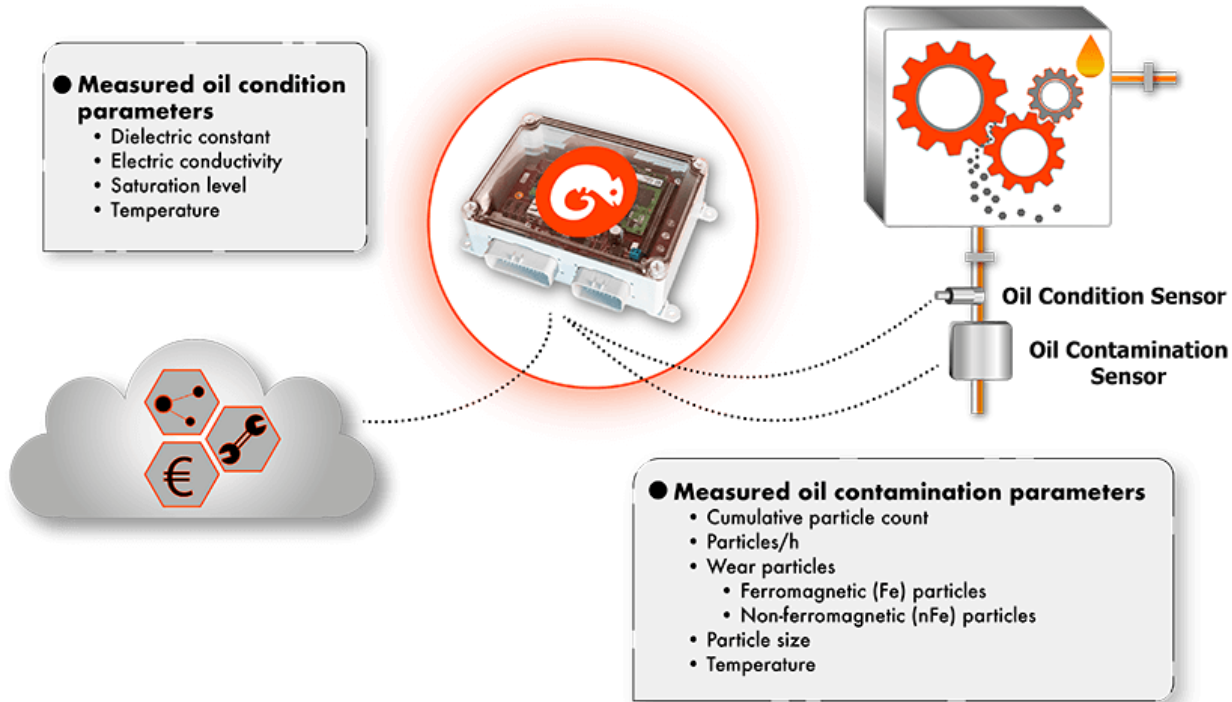 ● Measured oil condition
parameters
• Dielectric constant
• Electric conductivity
• Saturation level
• Temperature
Oil Condition Sensor
Oil Contamination
Sensor
€
● Measured oil contamination parameters
• Cumulative particle count
• Particles/h
• Wear particles
• Ferromagnetic (Fe) particles
• Non-ferromagnetic (nFe) particles
• Particle size
• Temperature